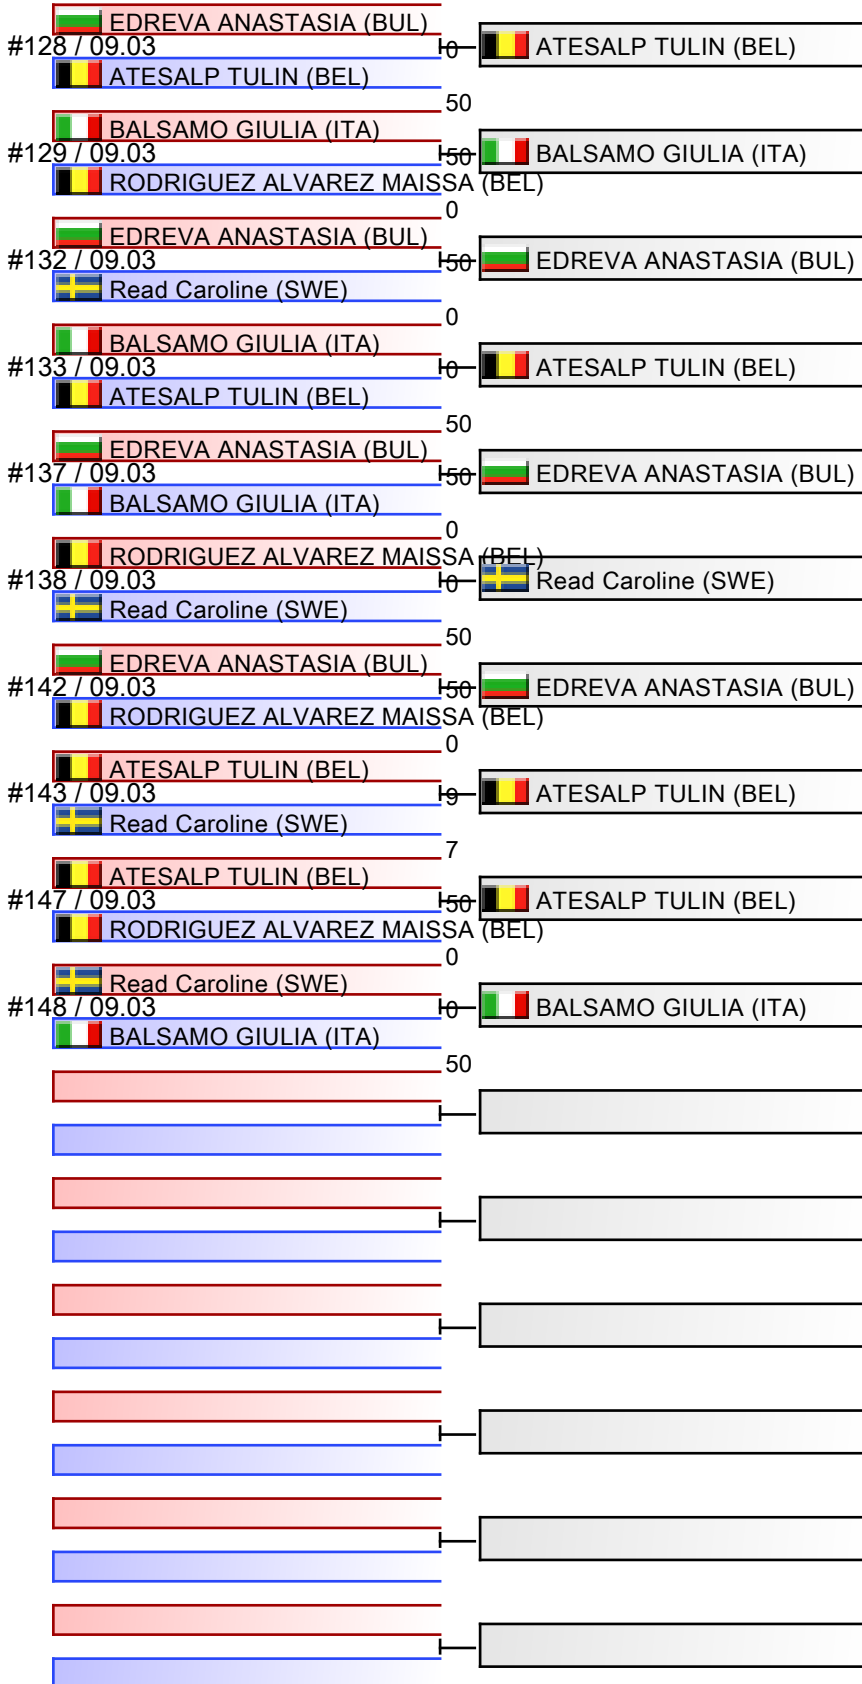 EDREVA ANASTASIA (BUL)
#128 / 09.03
0
ATESALP TULIN (BEL)
ATESALP TULIN (BEL)
50
BALSAMO GIULIA (ITA)
#129 / 09.03
50
BALSAMO GIULIA (ITA)
RODRIGUEZ ALVAREZ MAISSA (BEL)
0
EDREVA ANASTASIA (BUL)
#132 / 09.03
50
EDREVA ANASTASIA (BUL)
Read Caroline (SWE)
0
BALSAMO GIULIA (ITA)
#133 / 09.03
0
ATESALP TULIN (BEL)
ATESALP TULIN (BEL)
50
EDREVA ANASTASIA (BUL)
#137 / 09.03
50
EDREVA ANASTASIA (BUL)
BALSAMO GIULIA (ITA)
0
RODRIGUEZ ALVAREZ MAISSA (BEL)
#138 / 09.03
0
Read Caroline (SWE)
Read Caroline (SWE)
50
EDREVA ANASTASIA (BUL)
#142 / 09.03
50
EDREVA ANASTASIA (BUL)
RODRIGUEZ ALVAREZ MAISSA (BEL)
0
ATESALP TULIN (BEL)
#143 / 09.03
9
ATESALP TULIN (BEL)
Read Caroline (SWE)
7
ATESALP TULIN (BEL)
#147 / 09.03
50
ATESALP TULIN (BEL)
RODRIGUEZ ALVAREZ MAISSA (BEL)
0
Read Caroline (SWE)
#148 / 09.03
0
BALSAMO GIULIA (ITA)
BALSAMO GIULIA (ITA)
50